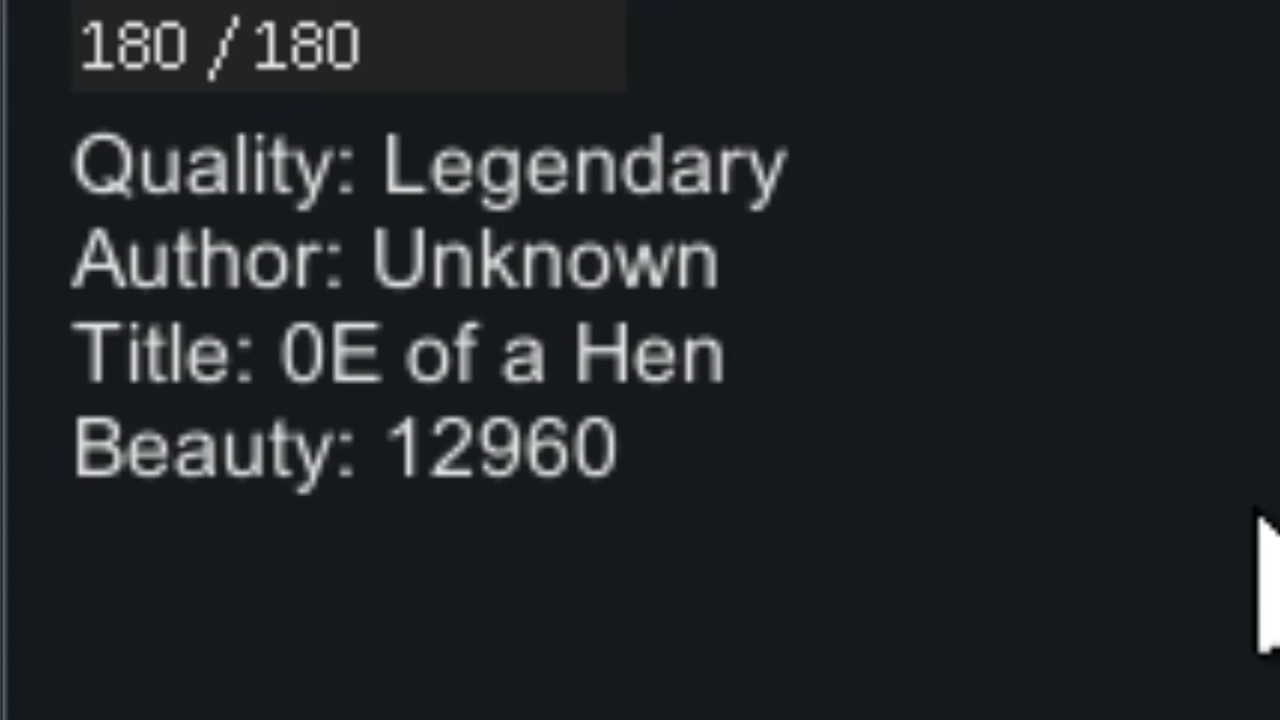 180 / 180
Quality: Legendary
Author: Unknown
Title: 0E of a Hen
Beauty: 12960